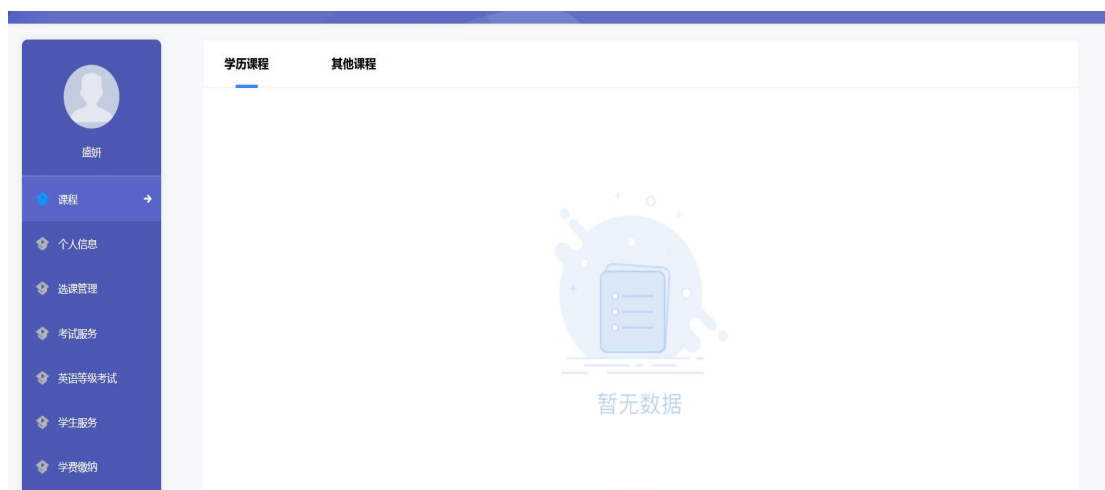 学历课程 其他课程
盛妍
课程
个人信息
选课管理
考试服务
英语等级考试
学生服务
学费缴纳
暂无数据